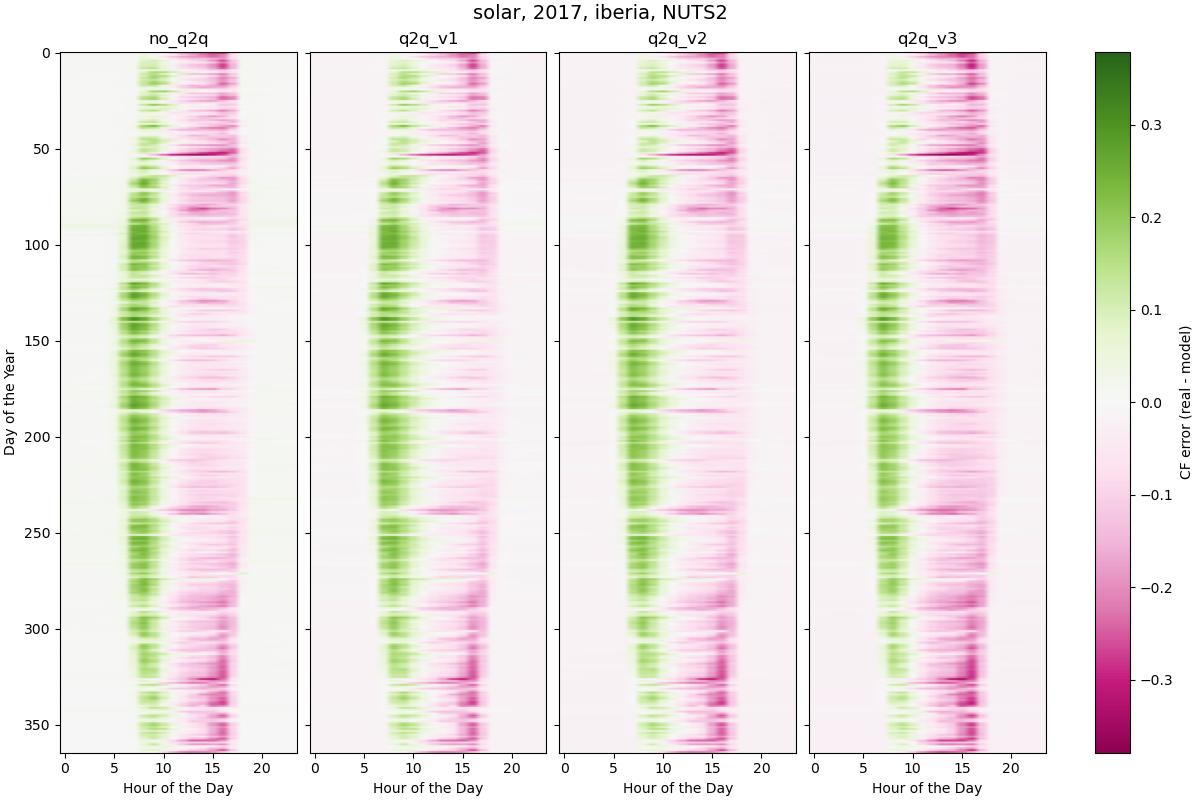 solar, 2017, iberia, NUTS2
no_q2q
q2q_v1
q2q_v2
q2q_v3
0
50
100
150
200
250
300
350
Day of the Year
0 5 10 15 20
0 5 10 15 20
0 5 10 15 20
0 5 10 15 20
Hour of the Day
Hour of the Day
Hour of the Day
Hour of the Day
0.3
0.2
0.1
0.0
−0.1
−0.2
−0.3
CF error (real - model)